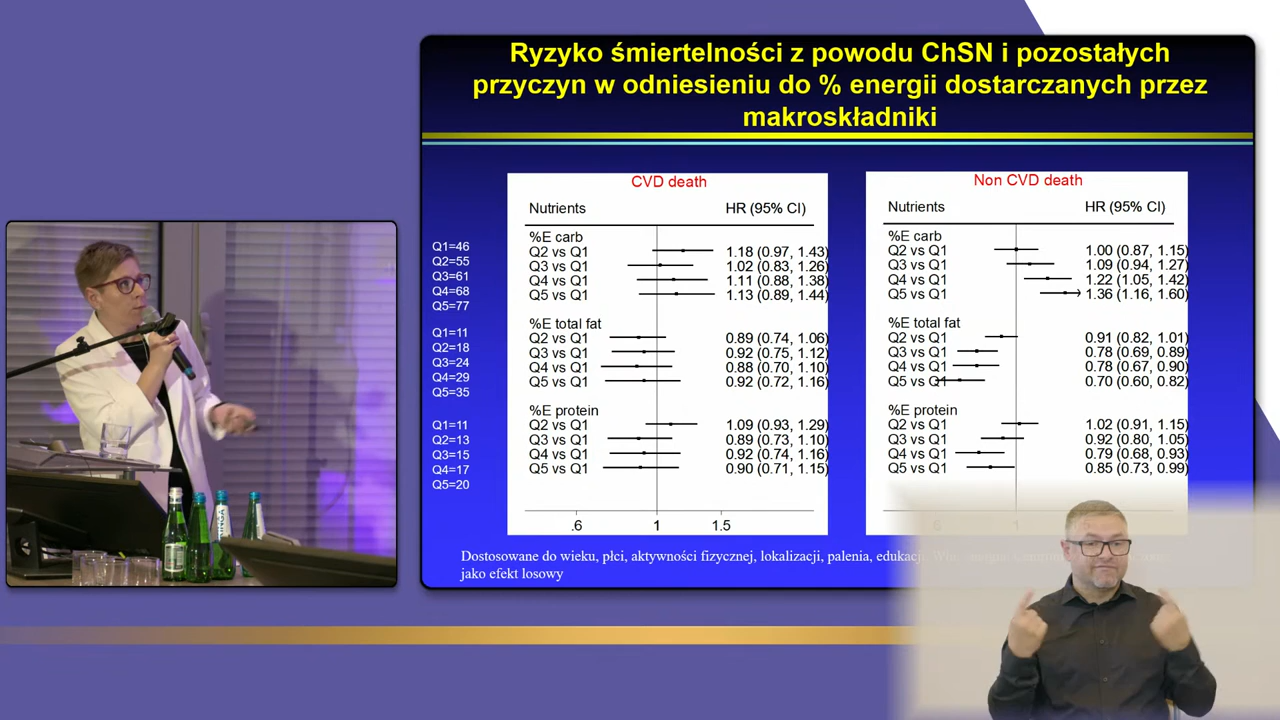 Ryzyko śmiertelności z powodu ChSN i pozostałych
przyczyn w odniesieniu do % energii dostarczanych przez
makroskładniki
Q1=46
Q2=55
Q3=61
Q4=68
Q5=77
Q1=11
Q2=18
Q3=24
Q4=29
Q5=35
Q1=11
Q2=13
Q3=15
Q4=17
Q5=20
CVD death
Nutrients HR (95% CI)
%E carb
Q2 vs Q1 1.18 (0.97, 1.43)
Q3 vs Q1 1.02 (0.83, 1.26)
Q4 vs Q1 1.11 (0.88, 1.38)
Q5 vs Q1 1.13 (0.89, 1.44)
%E total fat
Q2 vs Q1 0.89 (0.74, 1.06)
Q3 vs Q1 0.92 (0.75, 1.12)
Q4 vs Q1 0.88 (0.70, 1.10)
Q5 vs Q1 0.92 (0.72, 1.16)
%E protein
Q2 vs Q1 1.09 (0.93, 1.29)
Q3 vs Q1 0.89 (0.73, 1.10)
Q4 vs Q1 0.92 (0.74, 1.16)
Q5 vs Q1 0.90 (0.71, 1.15)
.6 1 1.5
Non CVD death
Nutrients HR (95% CI)
%E carb
Q2 vs Q1 1.00 (0.87, 1.15)
Q3 vs Q1 1.09 (0.94, 1.27)
Q4 vs Q1 1.22 (1.05, 1.42)
Q5 vs Q1 1.36 (1.16, 1.60)
%E total fat
Q2 vs Q1 0.91 (0.82, 1.01)
Q3 vs Q1 0.78 (0.69, 0.89)
Q4 vs Q1 0.78 (0.67, 0.90)
Q5 vs Q 0.70 (0.60, 0.82)
%E protein
Q2 vs Q1 1.02 (0.91, 1.15)
Q3 vs Q1 0.92 (0.80, 1.05)
Q4 vs Q1 0.79 (0.68, 0.93)
Q5 vs Q1 0.85 (0.73, 0.99)
1
Dostosowane do wieku, płci, aktywności fizycznej, lokalizacji, palenia,
jako efekt losowy